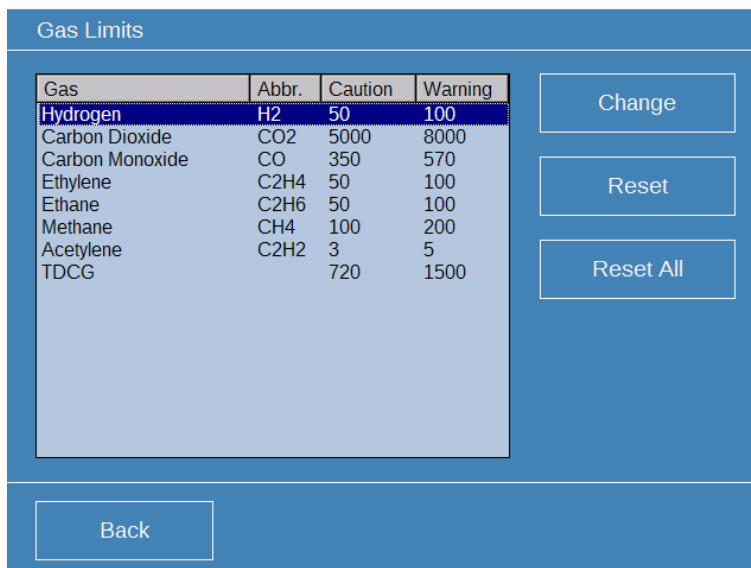 Gas Limits
Gas Abbr. Caution Warning
Hydrogen H2 50 100
Carbon Dioxide CO2 5000 8000
Carbon Monoxide CO 350 570
Ethylene C2H4 50 100
Ethane C2H6 50 100
Methane CH4 100 200
Acetylene C2H2 3 5
TDCG 720 1500
Change
Reset
Reset All
Back